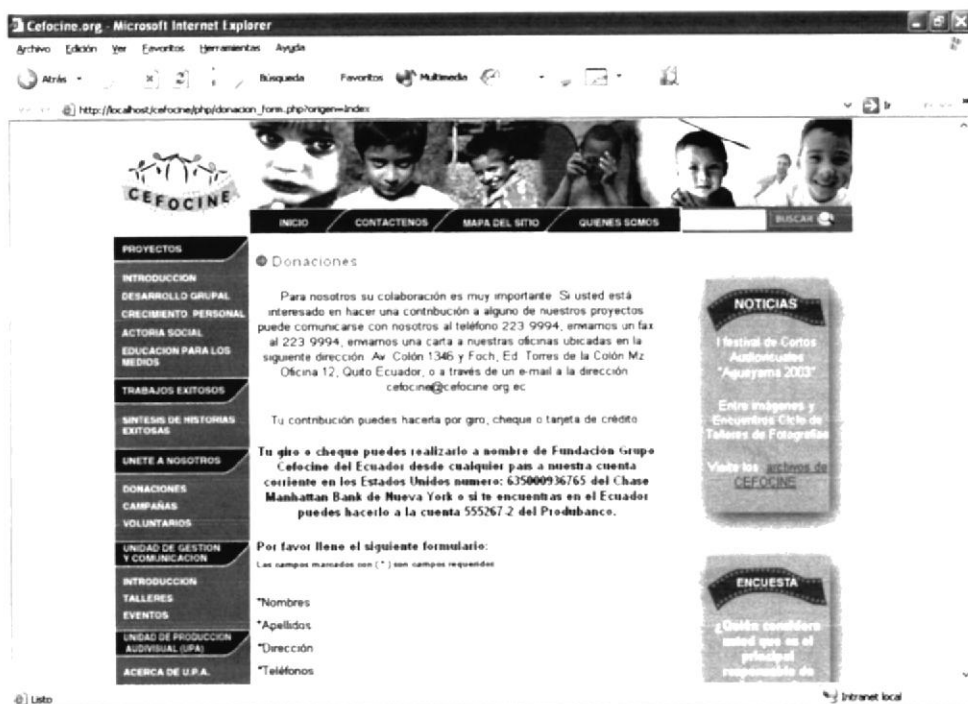 Cefocine.org - Microsoft Internet Explorer
Archivo Edición Ver Favoritos Herramientas Ayuda
Atrás Búsqueda Favoritos Multimedia
http://localhost/cefocine/php/donacion_form.php?origen=Index Ir
CEFOCINE
INICIO CONTACTENOS MAPA DEL SITIO QUIENES SOMOS BUSCAR
PROYECTOS
INTRODUCCION
DESARROLLO GRUPAL
CRECIMIENTO PERSONAL
ACTORIA SOCIAL
EDUCACION PARA LOS
MEDIOS
TRABAJOS EXITOSOS
SINTESIS DE HISTORIAS
EXITOSAS
UNETE A NOSOTROS
DONACIONES
CAMPAÑAS
VOLUNTARIOS
UNIDAD DE GESTION
Y COMUNICACION
INTRODUCCION
TALLERES
EVENTOS
UNIDAD DE PRODUCCION
AUDIVISUAL (UPA)
ACERCA DE U.P.A.
Donaciones
Para nosotros su colaboración es muy importante. Si usted está
interesado en hacer una contribución a alguno de nuestros proyectos
puede comunicarse con nosotros al teléfono 223 9994, enviarnos un fax
al 223 9994, enviarnos una carta a nuestras oficinas ubicadas en la
siguiente dirección Av. Colón 1346 y Foch, Ed. Torres de la Colón Mz.
Oficina 12, Quito Ecuador, o a través de un e-mail a la dirección
cefocine@cefocine.org.ec
Tu contribución puedes hacerla por giro, cheque o tarjeta de crédito
Tu giro o cheque puedes realizarlo a nombre de Fundación Grupo
Cefocine del Ecuador desde cualquier pais a nuestra cuenta
corriente en los Estados Unidos numero: 635000936765 del Chase
Manhattan Bank de Nueva York o si te encuentras en el Ecuador
puedes hacerlo a la cuenta 555267-2 del Produbanco.
Por favor llene el siguiente formulario:
Los campos marcados con ( * ) son campos requeridos
*Nombres
*Apellidos
*Dirección
*Teléfonos
NOTICIAS
I festival de Cortos
Audiovisuales
"Aguayama 2003"
Entre imágenes y
Encuentros Ciclo de
Talleres de Fotografías
Visite los archivos de
CEFOCINE
ENCUESTA
¿Quién considera
usted que es el
principal
Listo Intranet local